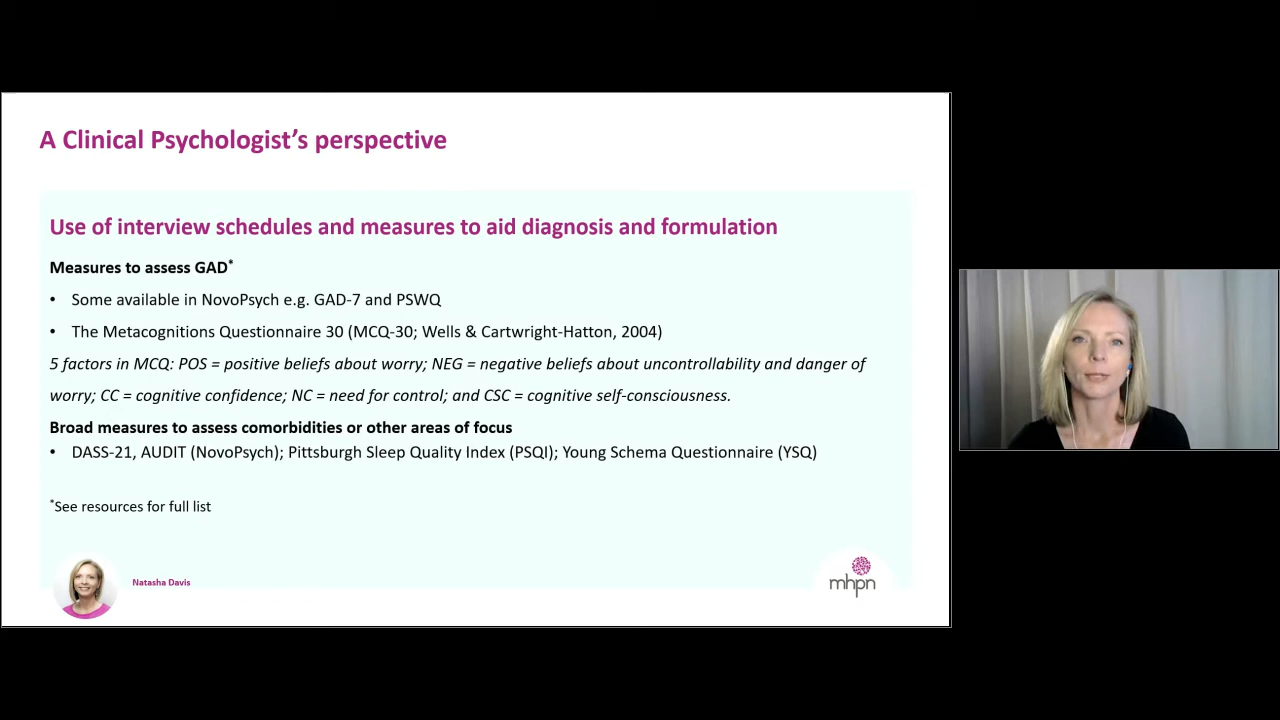 A Clinical Psychologist's perspective
Use of interview schedules and measures to aid diagnosis and formulation
Measures to assess GAD*
• Some available in NovoPsych e.g. GAD-7 and PSWQ
• The Metacognitions Questionnaire 30 (MCQ-30; Wells & Cartwright-Hatton, 2004)
5 factors in MCQ: POS = positive beliefs about worry; NEG = negative beliefs about uncontrollability and danger of
worry; CC = cognitive confidence; NC = need for control; and CSC = cognitive self-consciousness.
Broad measures to assess comorbidities or other areas of focus
• DASS-21, AUDIT (NovoPsych); Pittsburgh Sleep Quality Index (PSQI); Young Schema Questionnaire (YSQ)
*See resources for full list
Natasha Davis
mhpn